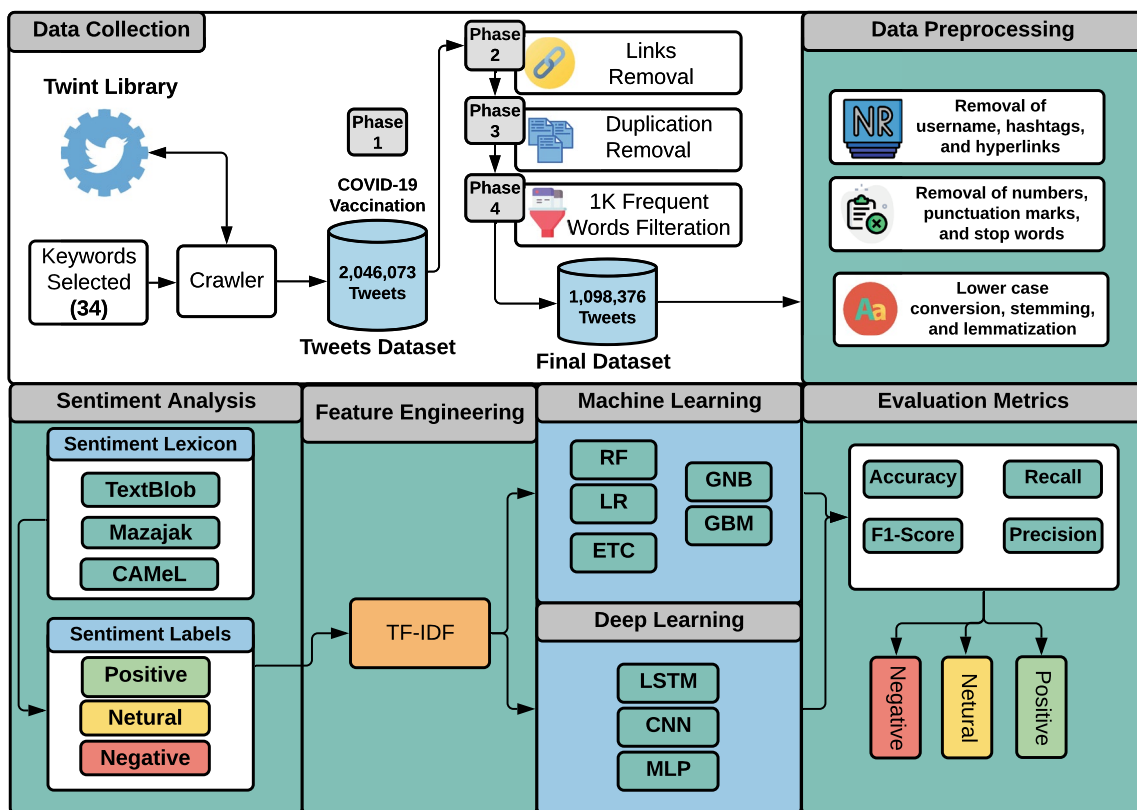 Data Collection
Twint Library
Keywords
Selected
(34)
Crawler
Phase
1
COVID-19
Vaccination
2,046,073
Tweets
Tweets Dataset
Phase
2
Links
Removal
Phase
3
Duplication
Removal
Phase
4
1K Frequent
Words Filteration
1,098,376
Tweets
Final Dataset
Data Preprocessing
NR
Removal of
username, hashtags,
and hyperlinks
Removal of numbers,
punctuation marks,
and stop words
Aa
Lower case
conversion, stemming,
and lemmatization
Sentiment Analysis
Sentiment Lexicon
TextBlob
Mazajak
CAMeL
Sentiment Labels
Positive
Netural
Negative
Feature Engineering
TF-IDF
Machine Learning
RF
LR
ETC
GNB
GBM
Deep Learning
LSTM
CNN
MLP
Evaluation Metrics
Accuracy
Recall
F1-Score
Precision
Negative
Netural
Positive